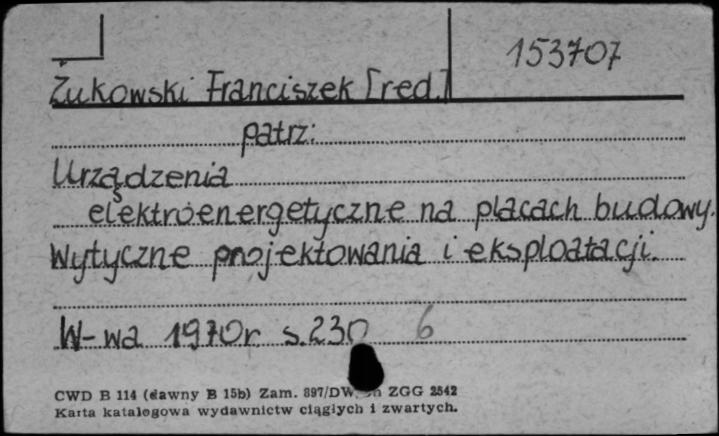 153707
Żukowski Franciszek [red.]
patrz:
Urządzenia
elektroenergetyczne na placach budowy.
Wytyczne projektowania i eksploatacji.
W-wa 1970r s.230 6
CWD B 114 (dawny B 15b) Zam. 897/DW ZGG 2542
Karta katalogowa wydawnictw ciągłych i zwartych.